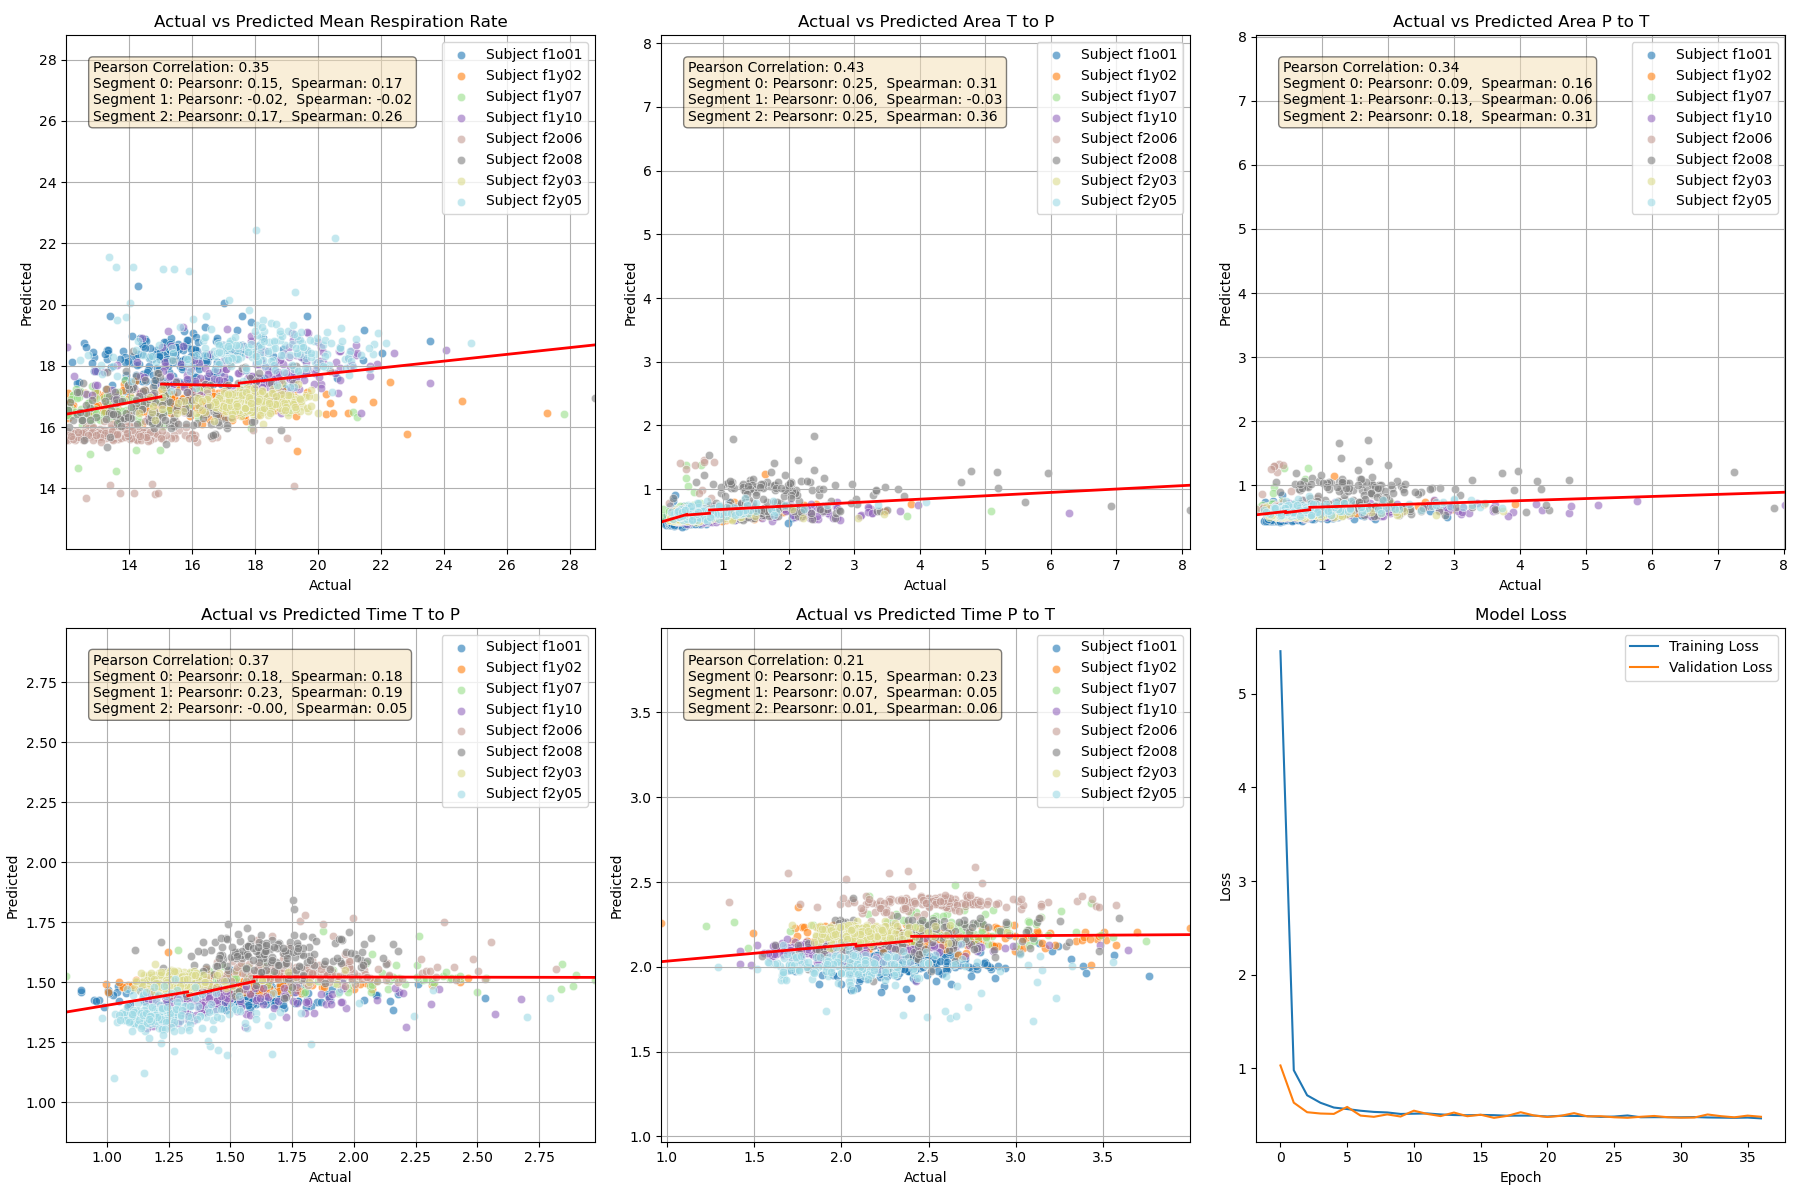 Actual vs Predicted Mean Respiration Rate
Pearson Correlation: 0.35
Segment 0: Pearsonr: 0.15,  Spearman: 0.17
Segment 1: Pearsonr: -0.02,  Spearman: -0.02
Segment 2: Pearsonr: 0.17,  Spearman: 0.26
Subject f1o01
Subject f1y02
Subject f1y07
Subject f1y10
Subject f2o06
Subject f2o08
Subject f2y03
Subject f2y05
28
26
24
22
20
18
16
14
Predicted
14 16 18 20 22 24 26 28
Actual
Actual vs Predicted Area T to P
Pearson Correlation: 0.43
Segment 0: Pearsonr: 0.25,  Spearman: 0.31
Segment 1: Pearsonr: 0.06,  Spearman: -0.03
Segment 2: Pearsonr: 0.25,  Spearman: 0.36
Subject f1o01
Subject f1y02
Subject f1y07
Subject f1y10
Subject f2o06
Subject f2o08
Subject f2y03
Subject f2y05
8
7
6
5
4
3
2
1
Predicted
1 2 3 4 5 6 7 8
Actual
Actual vs Predicted Area P to T
Pearson Correlation: 0.34
Segment 0: Pearsonr: 0.09,  Spearman: 0.16
Segment 1: Pearsonr: 0.13,  Spearman: 0.06
Segment 2: Pearsonr: 0.18,  Spearman: 0.31
Subject f1o01
Subject f1y02
Subject f1y07
Subject f1y10
Subject f2o06
Subject f2o08
Subject f2y03
Subject f2y05
8
7
6
5
4
3
2
1
Predicted
1 2 3 4 5 6 7 8
Actual
Actual vs Predicted Time T to P
Pearson Correlation: 0.37
Segment 0: Pearsonr: 0.18,  Spearman: 0.18
Segment 1: Pearsonr: 0.23,  Spearman: 0.19
Segment 2: Pearsonr: -0.00,  Spearman: 0.05
Subject f1o01
Subject f1y02
Subject f1y07
Subject f1y10
Subject f2o06
Subject f2o08
Subject f2y03
Subject f2y05
2.75
2.50
2.25
2.00
1.75
1.50
1.25
1.00
Predicted
1.00 1.25 1.50 1.75 2.00 2.25 2.50 2.75
Actual
Actual vs Predicted Time P to T
Pearson Correlation: 0.21
Segment 0: Pearsonr: 0.15,  Spearman: 0.23
Segment 1: Pearsonr: 0.07,  Spearman: 0.05
Segment 2: Pearsonr: 0.01,  Spearman: 0.06
Subject f1o01
Subject f1y02
Subject f1y07
Subject f1y10
Subject f2o06
Subject f2o08
Subject f2y03
Subject f2y05
3.5
3.0
2.5
2.0
1.5
1.0
Predicted
1.0 1.5 2.0 2.5 3.0 3.5
Actual
Model Loss
Training Loss
Validation Loss
5
4
3
2
1
Loss
0 5 10 15 20 25 30 35
Epoch